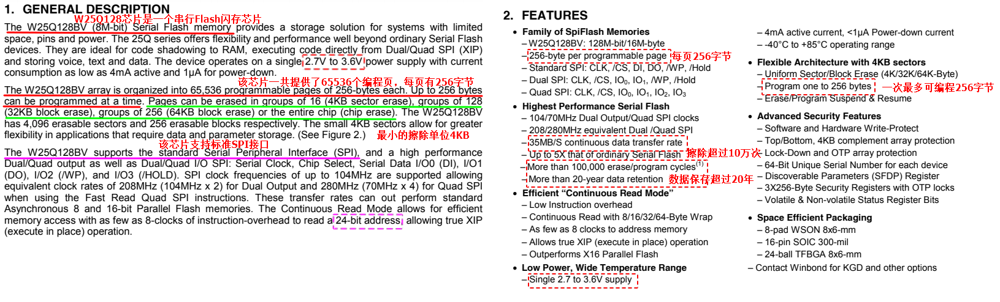 1. GENERAL DESCRIPTION
W25Q128芯片是一个串行Flash闪存芯片
The W25Q128BV (8M-bit) Serial Flash memory provides a storage solution for systems with limited
space, pins and power. The 25Q series offers flexibility and performance well beyond ordinary Serial Flash
devices. They are ideal for code shadowing to RAM, executing code directly from Dual/Quad SPI (XIP)
and storing voice, text and data. The device operates on a single 2.7V to 3.6V power supply with current
consumption as low as 4mA active and 1µA for power-down.
该芯片一共提供了65536个编程页，每页有256字节
The W25Q128BV array is organized into 65,536 programmable pages of 256-bytes each. Up to 256 bytes
can be programmed at a time. Pages can be erased in groups of 16 (4KB sector erase), groups of 128
(32KB block erase), groups of 256 (64KB block erase) or the entire chip (chip erase). The W25Q128BV
has 4,096 erasable sectors and 256 erasable blocks respectively. The small 4KB sectors allow for greater
flexibility in applications that require data and parameter storage. (See Figure 2.) 最小的擦除单位4KB
该芯片支持标准SPI接口
The W25Q128BV supports the standard Serial Peripheral Interface (SPI), and a high performance
Dual/Quad output as well as Dual/Quad I/O SPI: Serial Clock, Chip Select, Serial Data I/O0 (DI), I/O1
(DO), I/O2 (/WP), and I/O3 (/HOLD). SPI clock frequencies of up to 104MHz are supported allowing
equivalent clock rates of 208MHz (104MHz x 2) for Dual Output and 280MHz (70MHz x 4) for Quad SPI
when using the Fast Read Quad SPI instructions. These transfer rates can out perform standard
Asynchronous 8 and 16-bit Parallel Flash memories. The Continuous Read Mode allows for efficient
memory access with as few as 8-clocks of instruction-overhead to read a 24-bit address, allowing true XIP
(execute in place) operation.
2. FEATURES
• Family of SpiFlash Memories
– W25Q128BV: 128M-bit/16M-byte
– 256-byte per programmable page 每页256字节
– Standard SPI: CLK, /CS, DI, DO, /WP, /Hold
– Dual SPI: CLK, /CS, IO0, IO1, /WP, /Hold
– Quad SPI: CLK, /CS, IO0, IO1, IO2, IO3
• Highest Performance Serial Flash
– 104/70MHz Dual Output/Quad SPI clocks
– 208/280MHz equivalent Dual /Quad SPI
– 35MB/S continuous data transfer rate
– Up to 5X that of ordinary Serial Flash 擦除超过10万次
– More than 100,000 erase/program cycles(1)
– More than 20-year data retention 数据保存超过20年
• Efficient “Continuous Read Mode”
– Low Instruction overhead
– Continuous Read with 8/16/32/64-Byte Wrap
– As few as 8 clocks to address memory
– Allows true XIP (execute in place) operation
– Outperforms X16 Parallel Flash
• Low Power, Wide Temperature Range
– Single 2.7 to 3.6V supply
– 4mA active current, <1µA Power-down current
– -40°C to +85°C operating range
• Flexible Architecture with 4KB sectors
– Uniform Sector/Block Erase (4K/32K/64K-Byte)
– Program one to 256 bytes 一次最多可编程256字节
– Erase/Program Suspend & Resume
• Advanced Security Features
– Software and Hardware Write-Protect
– Top/Bottom, 4KB complement array protection
– Lock-Down and OTP array protection
– 64-Bit Unique Serial Number for each device
– Discoverable Parameters (SFDP) Register
– 3X256-Byte Security Registers with OTP locks
– Volatile & Non-volatile Status Register Bits
• Space Efficient Packaging
– 8-pad WSON 8x6-mm
– 16-pin SOIC 300-mil
– 24-ball TFBGA 8x6-mm
– Contact Winbond for KGD and other options